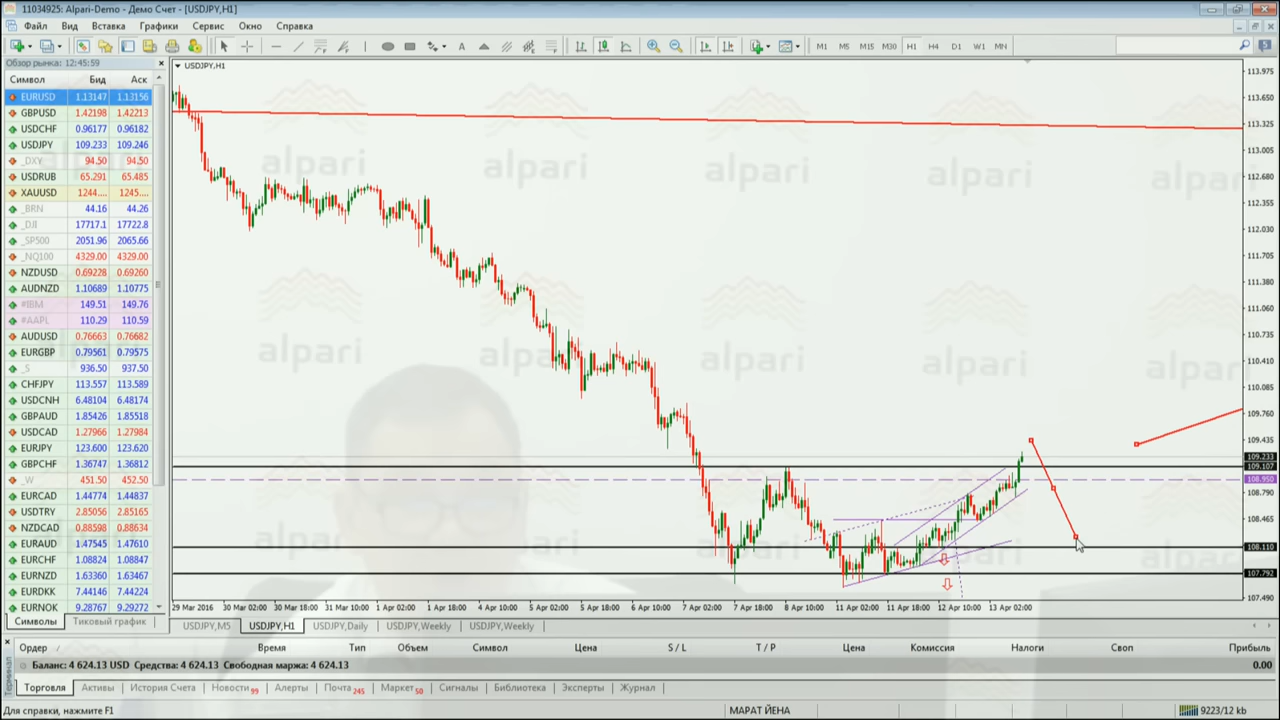 11034925: Alpari-Demo - Демо Счет - [USDJPY,H1]
Файл Вид Вставка Графики Сервис Окно Справка
M1 M5 M15 M30 H1 H4 D1 W1 MN
Обзор рынка: 12:45:59
Символ Бид Аск
EURUSD 1.13147 1.13156
GBPUSD 1.42198 1.42213
USDCHF 0.96177 0.96182
USDJPY 109.233 109.246
_DXY 94.50 94.50
USDRUB 65.291 65.485
XAUUSD 1244.... 1245....
_BRN 44.16 44.26
_DJI 17717.1 17722.8
_SP500 2051.96 2065.66
_NQ100 4329.00 4329.00
NZDUSD 0.69228 0.69260
AUDNZD 1.10689 1.10775
#IBM 149.51 149.76
#AAPL 110.29 110.59
AUDUSD 0.76663 0.76682
EURGBP 0.79561 0.79575
_S 936.50 937.50
CHFJPY 113.557 113.589
USDCNH 6.48104 6.48174
GBPAUD 1.85426 1.85518
USDCAD 1.27966 1.27984
EURJPY 123.600 123.620
GBPCHF 1.36747 1.36812
_W 451.50 452.50
EURCAD 1.44774 1.44837
USDTRY 2.85056 2.85165
NZDCAD 0.88598 0.88634
EURAUD 1.47545 1.47610
EURCHF 1.08824 1.08837
EURNZD 1.63360 1.63467
EURDKK 7.44146 7.44224
EURNOK 9.28767 9.29272
Символы Тиковый график
USDJPY,H1
alpari alpari alpari alpari alpari
alpari alpari alpari alpari alpari
113.975
113.650
113.325
113.005
112.680
112.355
112.030
111.705
111.380
111.060
110.735
110.410
110.085
109.760
109.435
109.233
109.107
108.950
108.790
108.465
108.110
107.792
107.490
29 Mar 2016 30 Mar 02:00 30 Mar 18:00 31 Mar 10:00 1 Apr 02:00 1 Apr 18:00 4 Apr 10:00 5 Apr 02:00 5 Apr 18:00 6 Apr 10:00 7 Apr 02:00 7 Apr 18:00 8 Apr 10:00 11 Apr 02:00 11 Apr 18:00 12 Apr 10:00 13 Apr 02:00
USDJPY,M5 USDJPY,H1 USDJPY,Daily USDJPY,Weekly USDJPY,Weekly
Терминал
Ордер Время Тип Объем Символ Цена S / L T / P Цена Комиссия Налоги Своп Прибыль
Баланс: 4 624.13 USD Средства: 4 624.13 Свободная маржа: 4 624.13 0.00
Торговля Активы История Счета Новости 99 Алерты Почта 245 Маркет 50 Сигналы Библиотека Эксперты Журнал
Для справки, нажмите F1 МАРАТ ЙЕНА 9223/12 kb